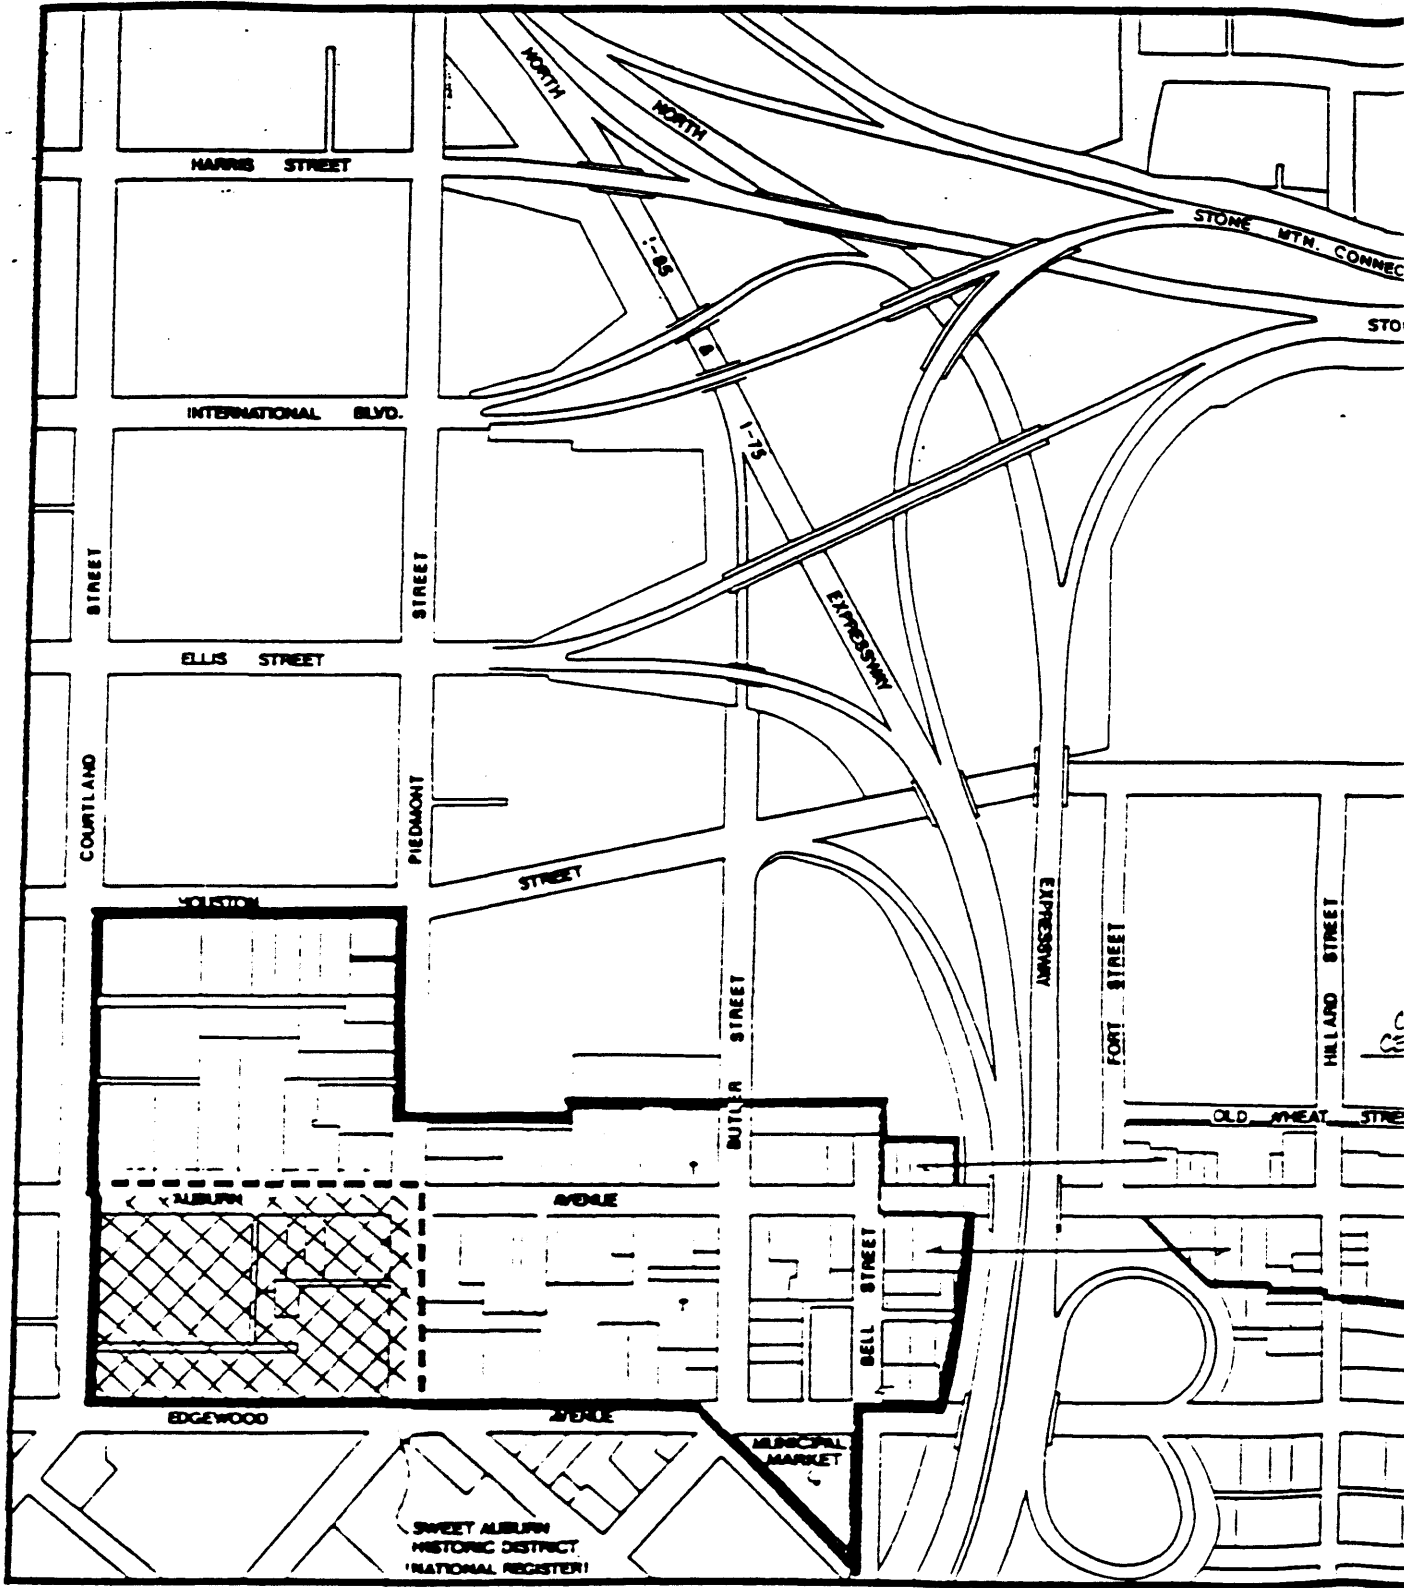 NORTH
NORTH
HARRIS STREET
STONE MTN. CONNEC
I-85
STO
&
INTERNATIONAL BLVD.
I-75
STREET
STREET
EXPRESSWAY
ELLIS STREET
COURTLAND
PIEDMONT
STREET
HOUSTON
EXPRESSWAY
FORT STREET
HILLARD STREET
BUTLER STREET
OLD WHEAT STRE
AUBURN
AVENUE
BELL STREET
EDGEWOOD
AVENUE
MUNICIPAL
MARKET
SWEET AUBURN
HISTORIC DISTRICT
(NATIONAL REGISTER)